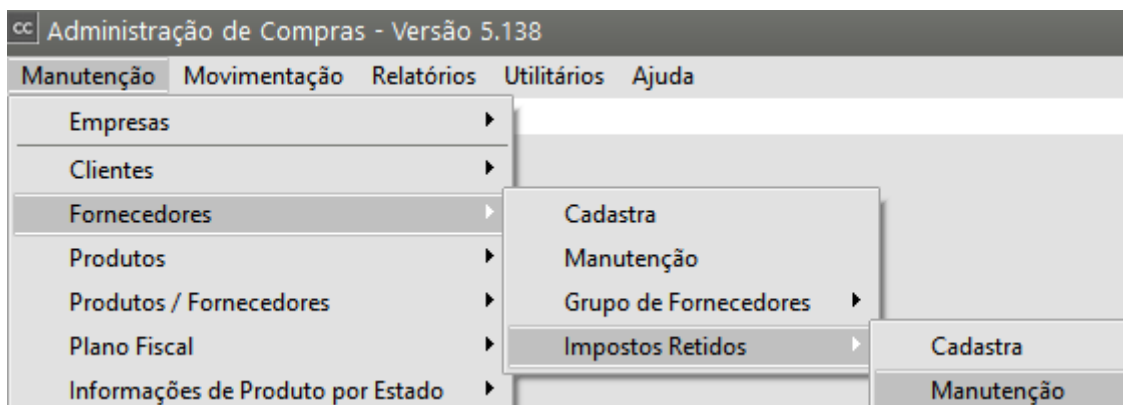 cc Administração de Compras - Versão 5.138
Manutenção Movimentação Relatórios Utilitários Ajuda
Empresas
Clientes
Fornecedores Cadastra
Produtos Manutenção
Produtos / Fornecedores Grupo de Fornecedores
Plano Fiscal Impostos Retidos Cadastra
Informações de Produto por Estado Manutenção